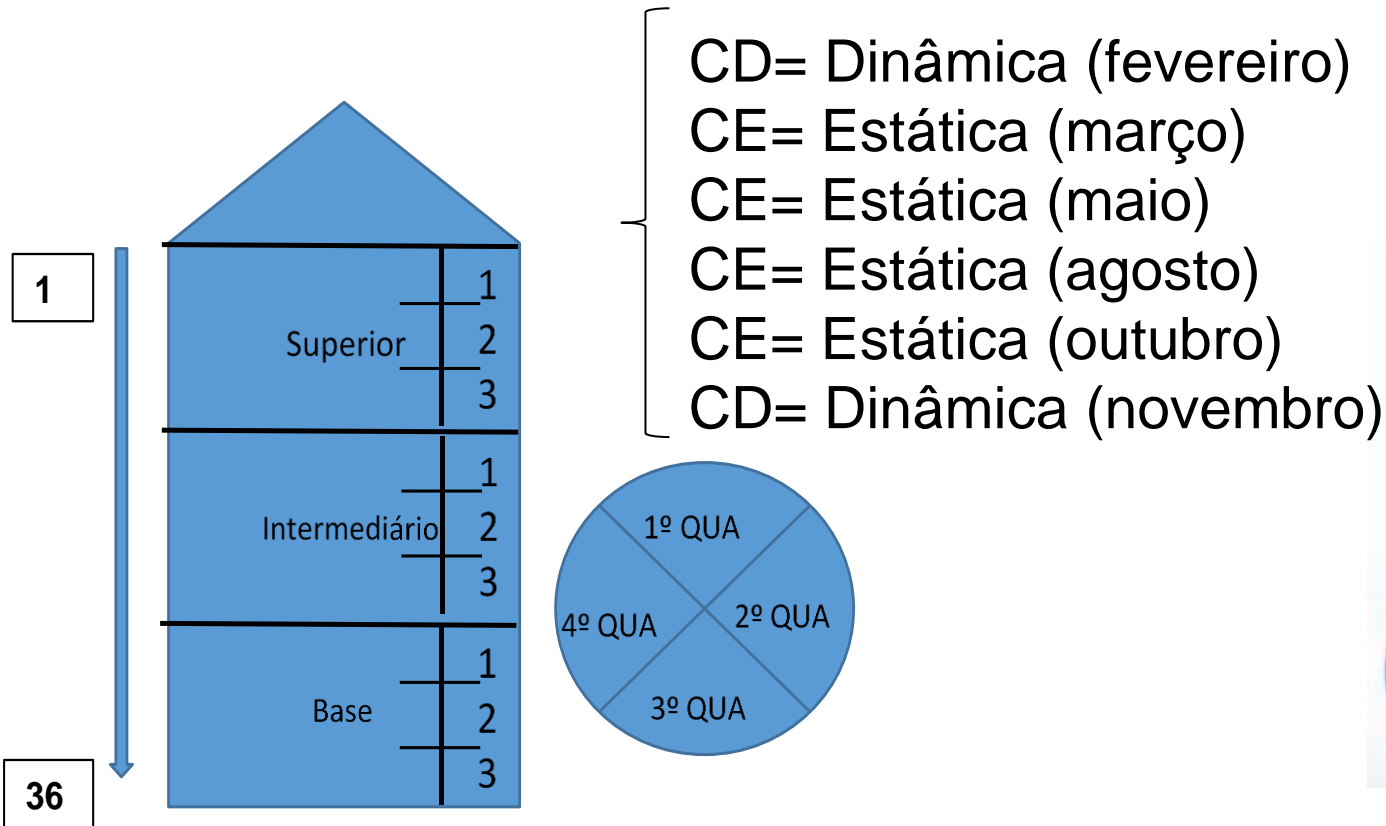 CD= Dinâmica (fevereiro)
CE= Estática (março)
CE= Estática (maio)
CE= Estática (agosto)
CE= Estática (outubro)
CD= Dinâmica (novembro)
1
Superior
1
2
3
Intermediário
1
2
3
Base
1
2
3
36
1º QUA
2º QUA
4º QUA
3º QUA